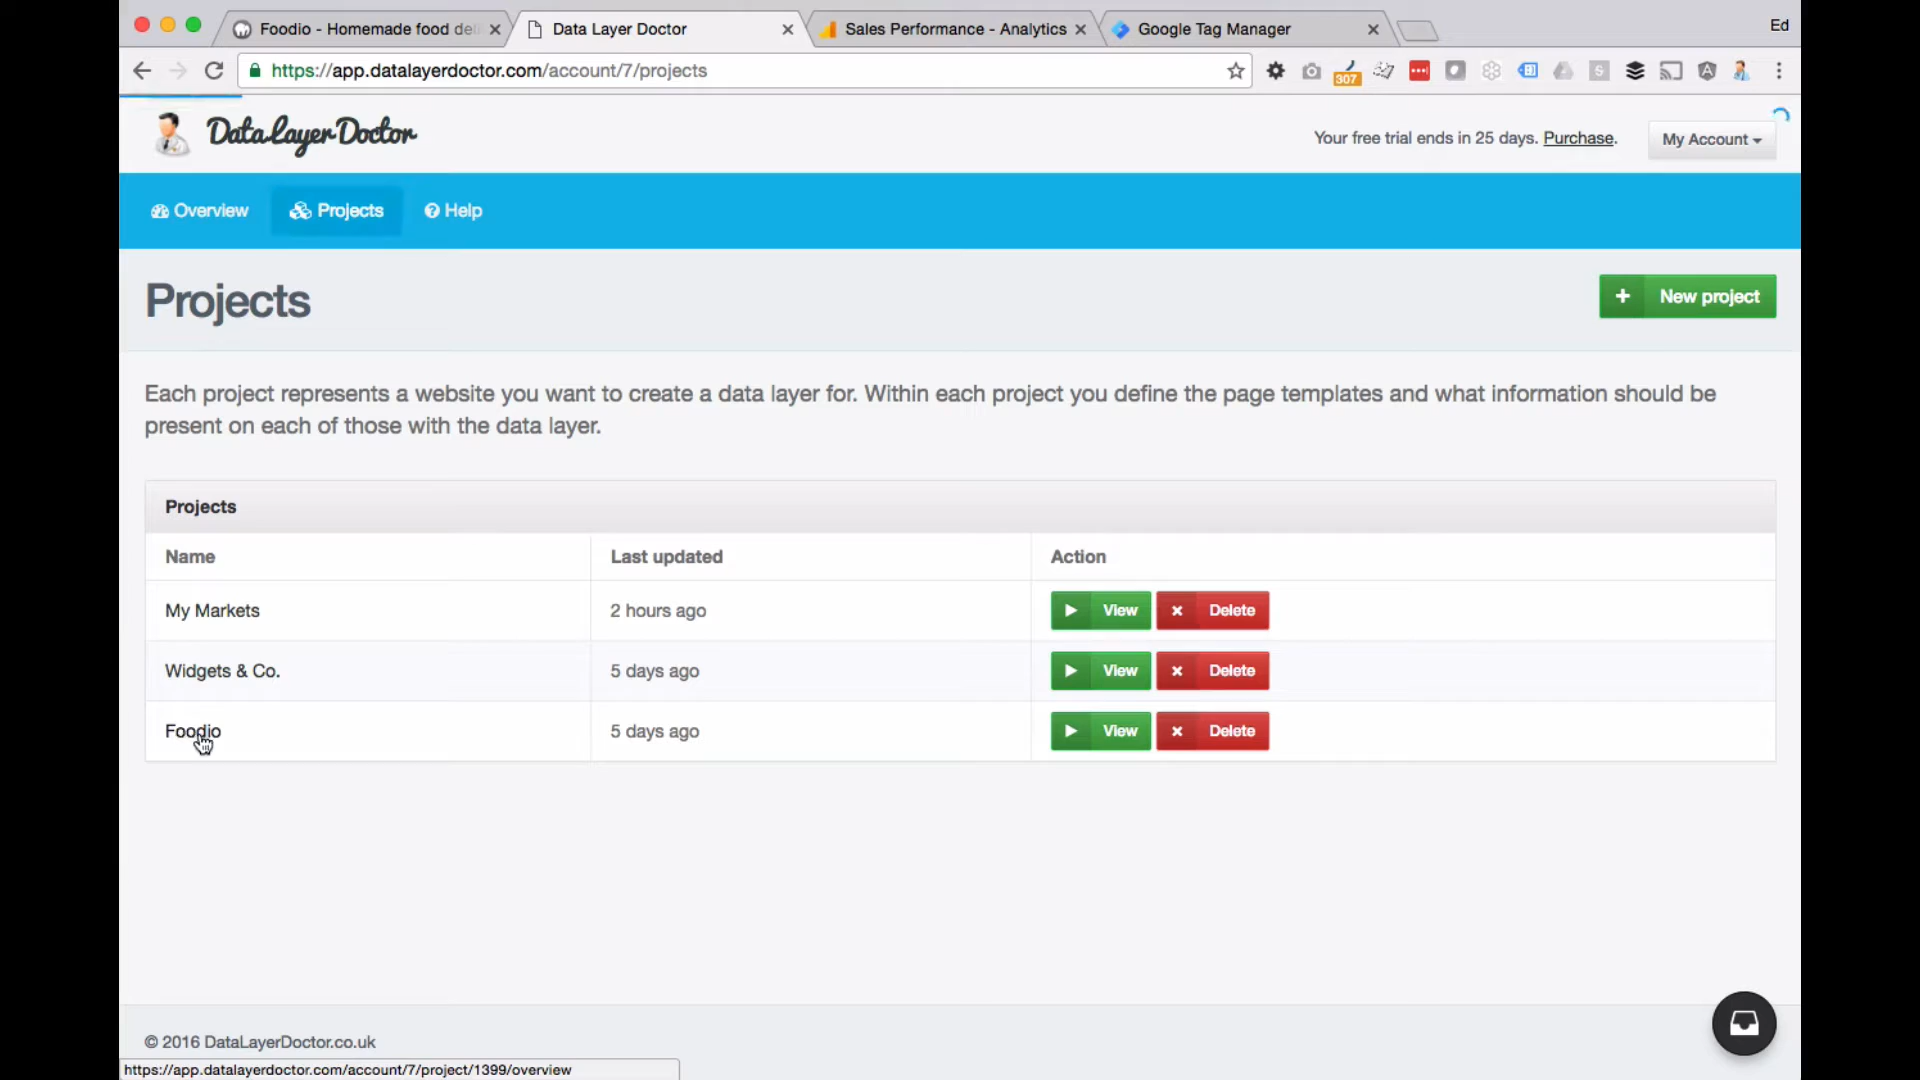 Foodio - Homemade food del
Data Layer Doctor
Sales Performance - Analytics
Google Tag Manager
Ed
https://app.datalayerdoctor.com/account/7/projects
307
DataLayerDoctor
Your free trial ends in 25 days. Purchase.
My Account
Overview
Projects
Help
Projects
New project
Each project represents a website you want to create a data layer for. Within each project you define the page templates and what information should be
present on each of those with the data layer.
Projects
Name
Last updated
Action
My Markets
2 hours ago
View
Delete
Widgets & Co.
5 days ago
View
Delete
Foodio
5 days ago
View
Delete
© 2016 DataLayerDoctor.co.uk
https://app.datalayerdoctor.com/account/7/project/1399/overview